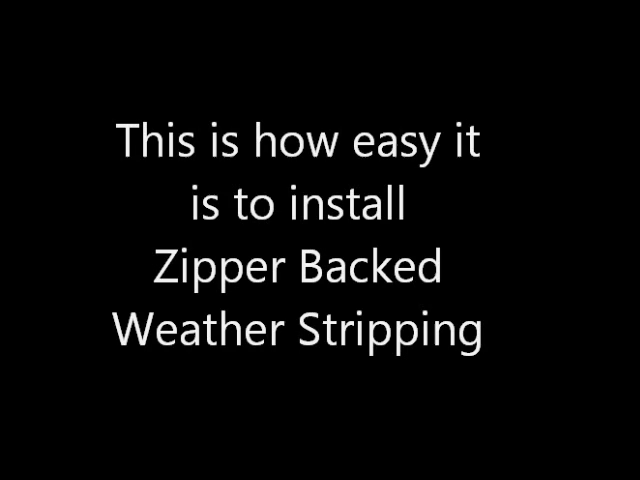 This is how easy it
is to install
Zipper Backed
Weather Stripping